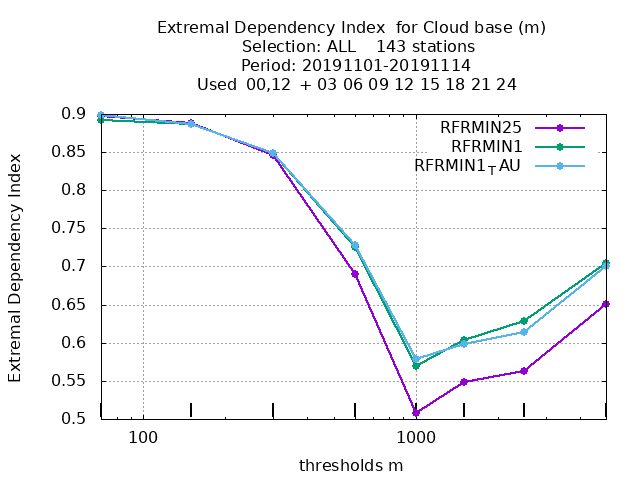 Extremal Dependency Index  for Cloud base (m)
Selection: ALL    143 stations
Period: 20191101-20191114
Used  00,12  + 03 06 09 12 15 18 21 24
RFRMIN25
RFRMIN1
RFRMIN1TAU
0.9
0.85
0.8
0.75
0.7
0.65
0.6
0.55
0.5
Extremal Dependency Index
100
1000
thresholds m